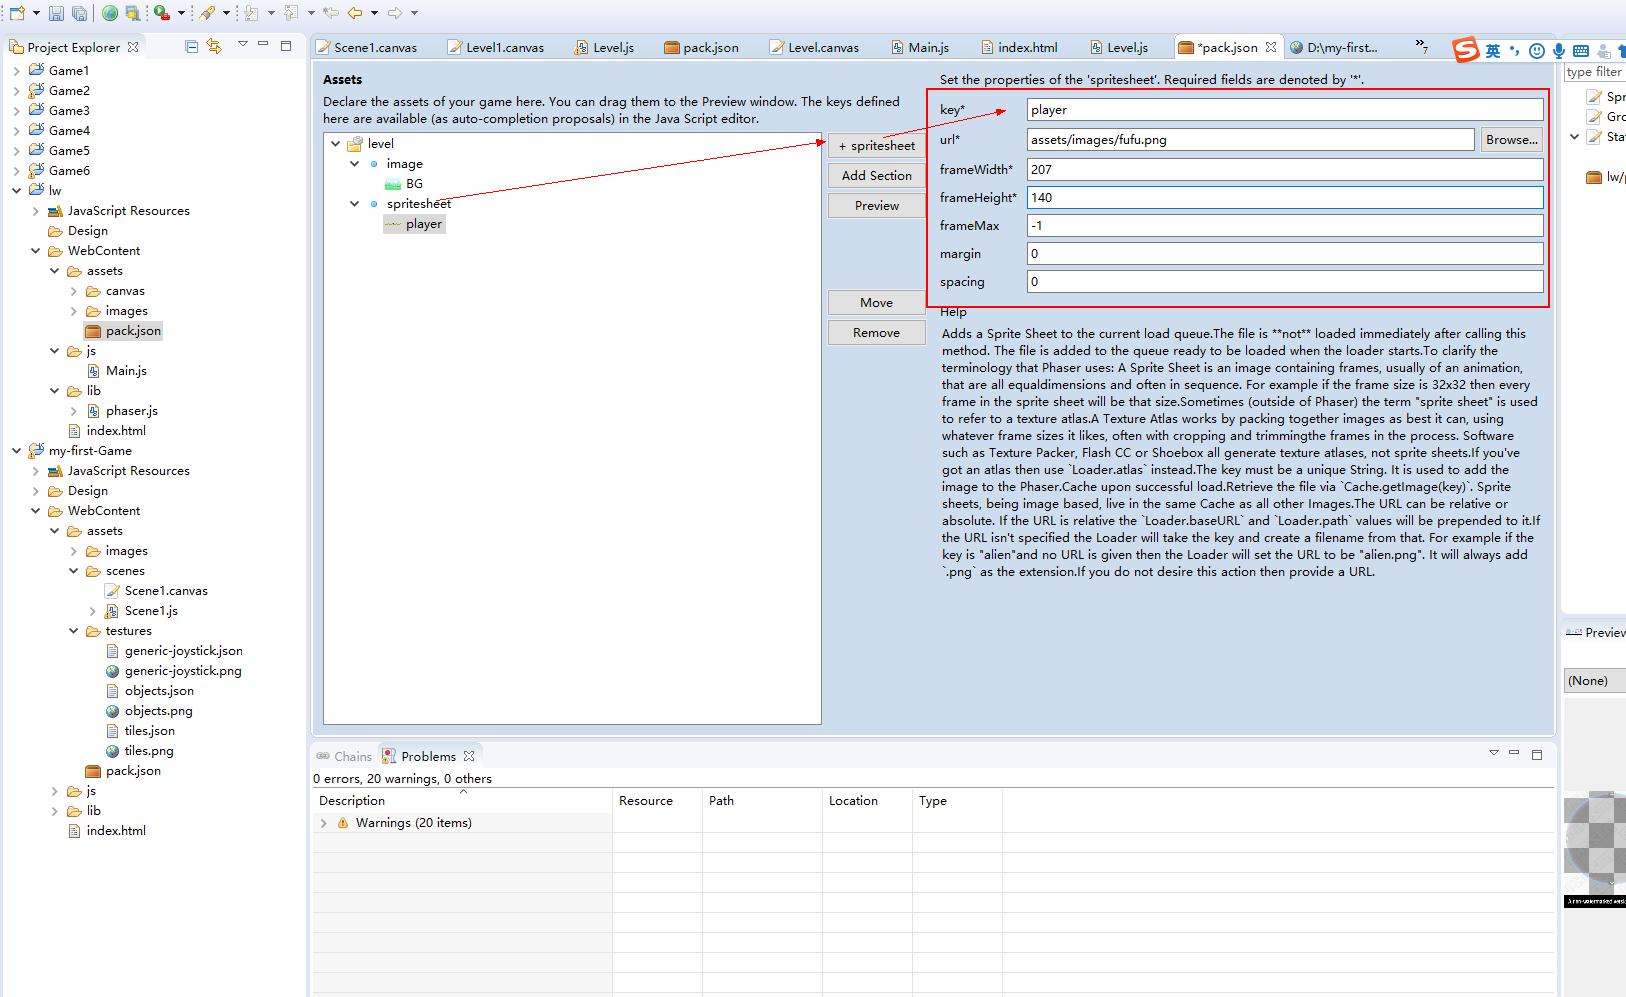 Project Explorer
Game1
Game2
Game3
Game4
Game5
Game6
lw
JavaScript Resources
Design
WebContent
assets
canvas
images
pack.json
js
Main.js
lib
phaser.js
index.html
my-first-Game
JavaScript Resources
Design
WebContent
assets
images
scenes
Scene1.canvas
Scene1.js
testures
generic-joystick.json
generic-joystick.png
objects.json
objects.png
tiles.json
tiles.png
pack.json
js
lib
index.html
Scene1.canvas
Level1.canvas
Level.js
pack.json
Level.canvas
Main.js
index.html
Level.js
*pack.json
D:\my-first...
»7
S英
Assets
Declare the assets of your game here. You can drag them to the Preview window. The keys defined
here are available (as auto-completion proposals) in the Java Script editor.
level
image
BG
spritesheet
player
+ spritesheet
Add Section
Preview
Move
Remove
Set the properties of the 'spritesheet'. Required fields are denoted by '*'.
key* player
url* assets/images/fufu.png Browse...
frameWidth* 207
frameHeight* 140
frameMax -1
margin 0
spacing 0
Help
Adds a Sprite Sheet to the current load queue.The file is **not** loaded immediately after calling this
method. The file is added to the queue ready to be loaded when the loader starts.To clarify the
terminology that Phaser uses: A Sprite Sheet is an image containing frames, usually of an animation,
that are all equaldimensions and often in sequence. For example if the frame size is 32x32 then every
frame in the sprite sheet will be that size.Sometimes (outside of Phaser) the term "sprite sheet" is used
to refer to a texture atlas.A Texture Atlas works by packing together images as best it can, using
whatever frame sizes it likes, often with cropping and trimmingthe frames in the process. Software
such as Texture Packer, Flash CC or Shoebox all generate texture atlases, not sprite sheets.If you've
got an atlas then use `Loader.atlas` instead.The key must be a unique String. It is used to add the
image to the Phaser.Cache upon successful load.Retrieve the file via `Cache.getImage(key)`. Sprite
sheets, being image based, live in the same Cache as all other Images.The URL can be relative or
absolute. If the URL is relative the `Loader.baseURL` and `Loader.path` values will be prepended to it.If
the URL isn't specified the Loader will take the key and create a filename from that. For example if the
key is "alien"and no URL is given then the Loader will set the URL to be "alien.png". It will always add
`.png` as the extension.If you do not desire this action then provide a URL.
type filter
Spr
Gro
Sta
lw/p
Preview
(None)
A non-watermarked versio
Chains
Problems
0 errors, 20 warnings, 0 others
Description Resource Path Location Type
Warnings (20 items)